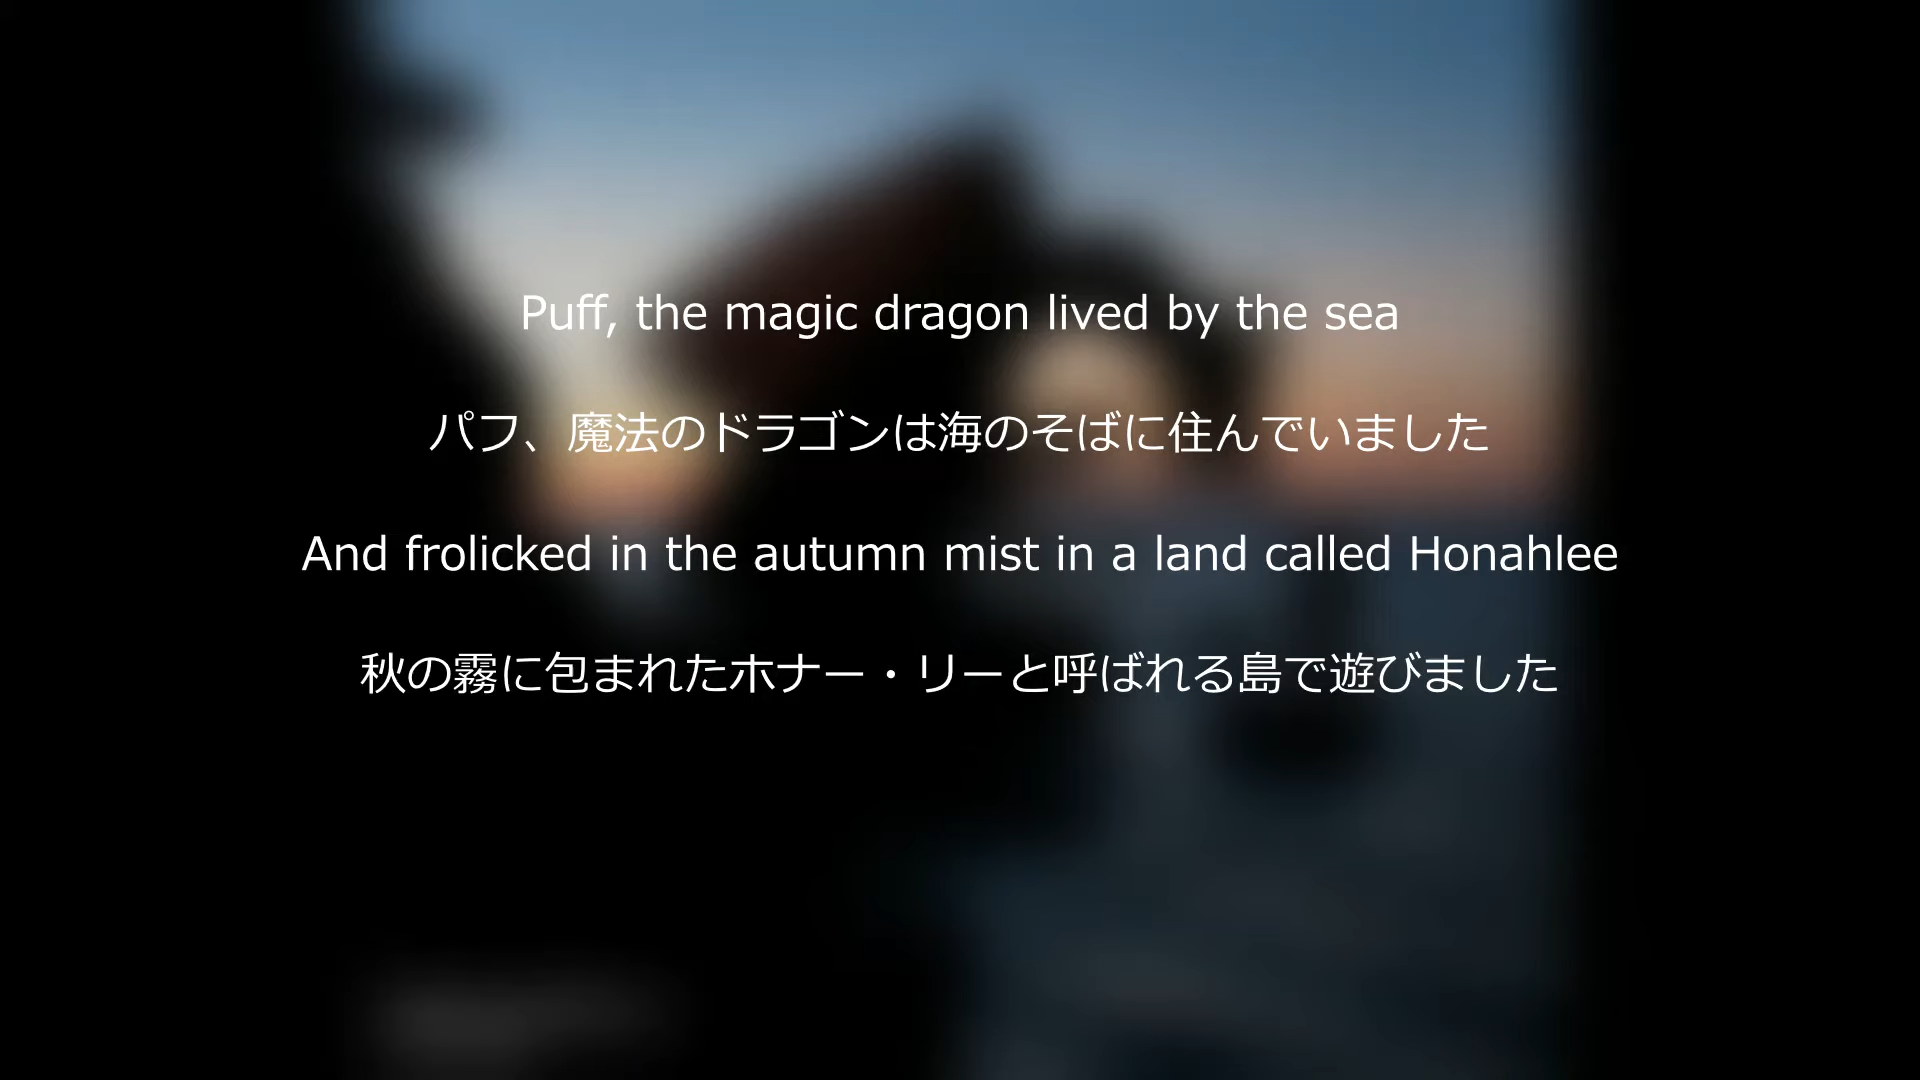 Puff, the magic dragon lived by the sea
パフ、魔法のドラゴンは海のそばに住んでいました
And frolicked in the autumn mist in a land called Honahlee
秋の霧に包まれたホナー・リーと呼ばれる島で遊びました